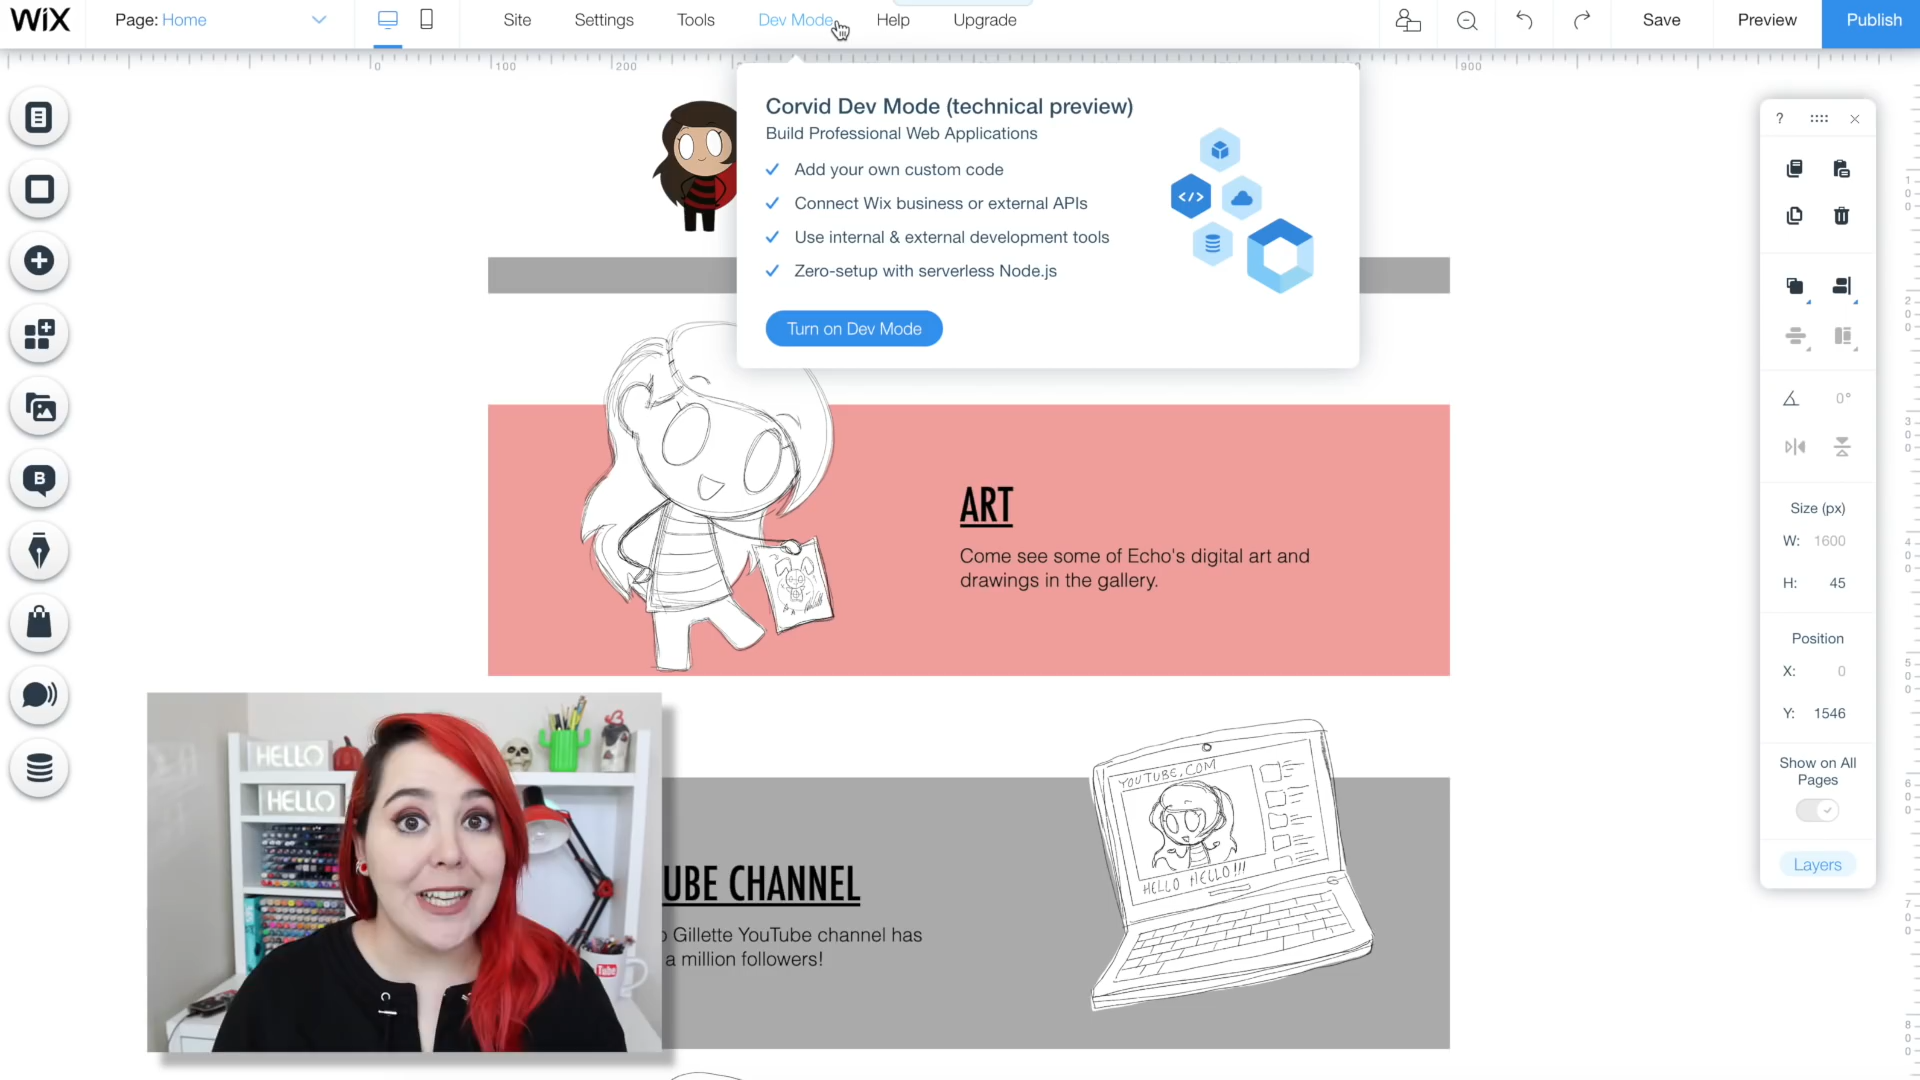 WiX
Page: Home
Site
Settings
Tools
Dev Mode
Help
Upgrade
Save
Preview
Publish
0
100
200
900
Corvid Dev Mode (technical preview)
Build Professional Web Applications
Add your own custom code
Connect Wix business or external APIs
Use internal & external development tools
Zero-setup with serverless Node.js
Turn on Dev Mode
ART
Come see some of Echo's digital art and
drawings in the gallery.
UBE CHANNEL
Gillette YouTube channel has
a million followers!
YOUTUBE.COM
HELLO HELLO!!!
HELLO
HELLO
Tube
B
?
0°
Size (px)
W: 1600
H: 45
Position
X: 0
Y: 1546
Show on All
Pages
Layers